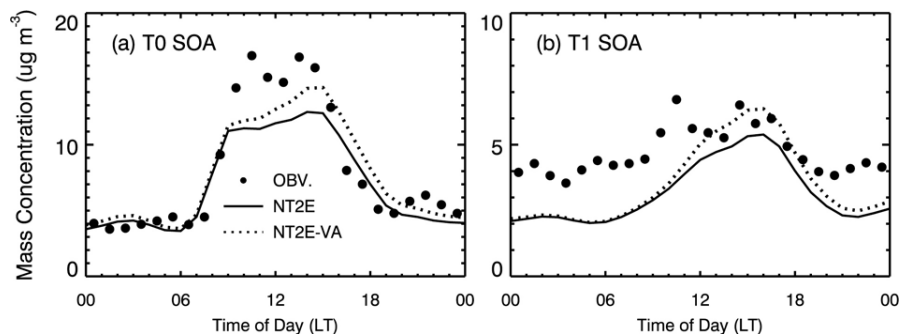 (a) T0 SOA
Mass Concentration (ug m-3)
20
10
0
OBV.
NT2E
NT2E-VA
00 06 12 18 00
Time of Day (LT)
(b) T1 SOA
10
5
0
00 06 12 18 00
Time of Day (LT)